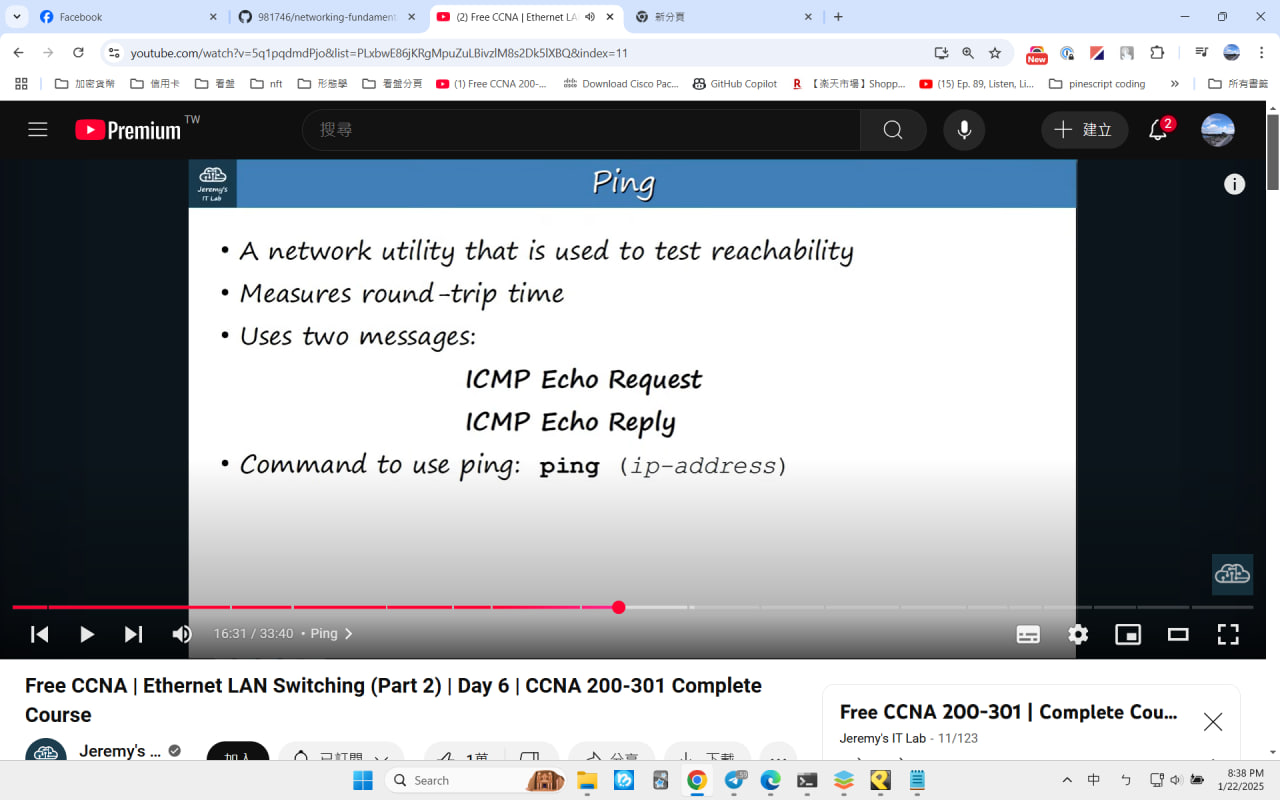 Facebook
981746/networking-fundament
(2) Free CCNA | Ethernet LA
新分頁
youtube.com/watch?v=5q1pqdmdPjo&list=PLxbwE86jKRgMpuZuLBivzlM8s2Dk5lXBQ&index=11
New
加密貨幣
信用卡
看盤
nft
形態學
看盤分頁
(1) Free CCNA 200-...
Download Cisco Pac...
GitHub Copilot
【楽天市場】Shopp...
(15) Ep. 89, Listen, Li...
pinescript coding
所有書籤
Premium TW
搜尋
建立
2
Jeremy's
IT Lab
Ping
• A network utility that is used to test reachability
• Measures round-trip time
• Uses two messages:
ICMP Echo Request
ICMP Echo Reply
• Command to use ping: ping (ip-address)
16:31 / 33:40 • Ping
Free CCNA | Ethernet LAN Switching (Part 2) | Day 6 | CCNA 200-301 Complete
Course
Free CCNA 200-301 | Complete Cou...
Jeremy's IT Lab - 11/123
Jeremy's ...
加入
已訂閱
1萬
分享
下載
Search
中
ㄅ
8:38 PM
1/22/2025